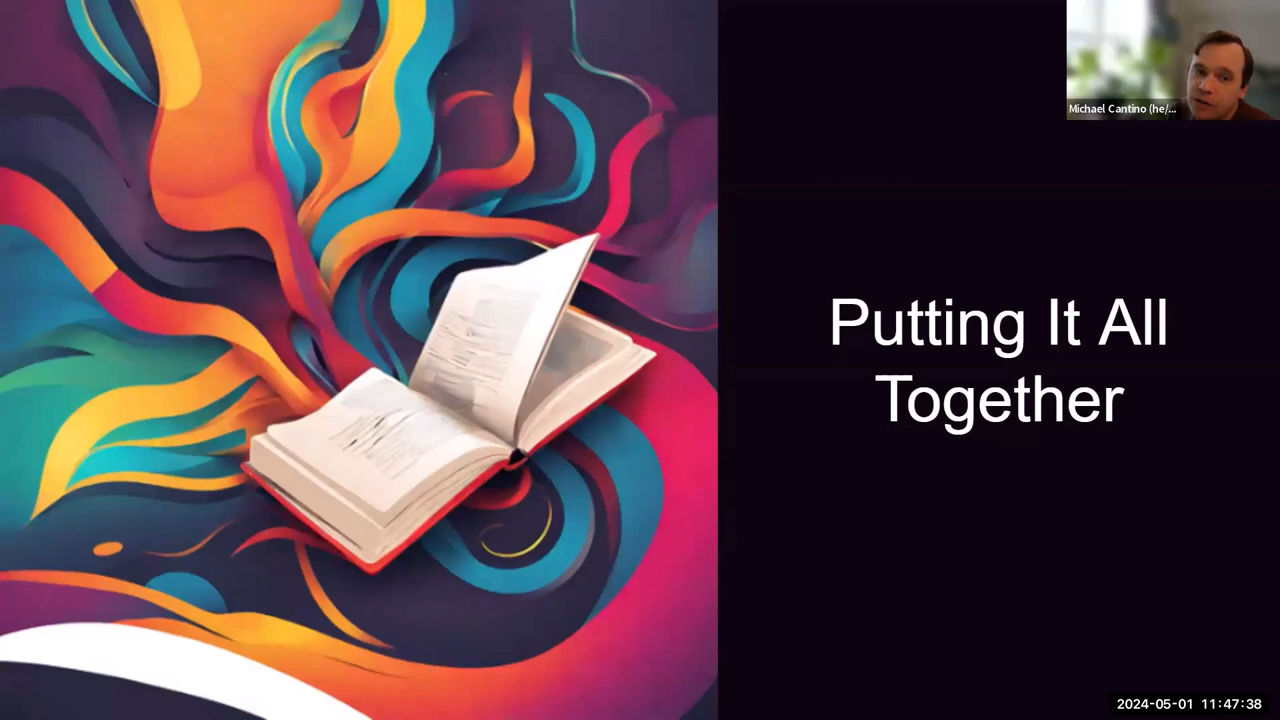 Michael Cantino (he/...
Putting It All
Together
2024-05-01 11:47:38